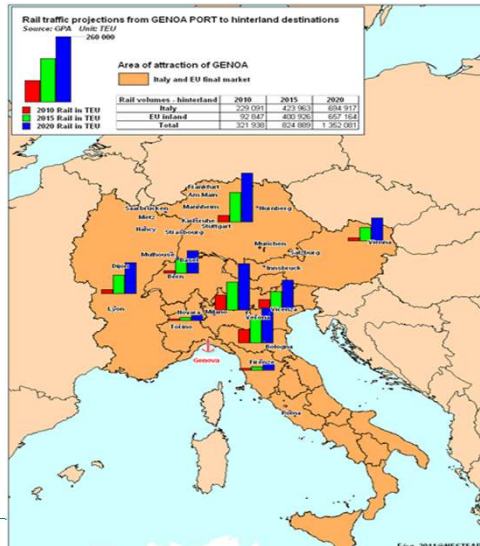 Rail traffic projections from GENOA PORT to hinterland destinations
Source: GPA Unit: TEU
260 000
Area of attraction of GENOA
Italy and EU final market
Rail volumes - hinterland 2010 2015 2020
Italy 229 091 423 963 694 917
EU inland 92 847 400 926 657 164
Total 321 938 824 889 1 352 081
2010 Rail in TEU
2015 Rail in TEU
2020 Rail in TEU
Frankfurt
Am Main
Mannheim
Nurnberg
Saarbrucken
Metz
Karlsruhe
Stuttgart
Nancy
Strasbourg
Munchen
Salzburg
Vienna
Mulhouse
Basel
Innsbruck
Dijon
Bern
Lyon
Novara
Milano
Vicenza
Verona
Torino
Bologna
Genova
Firenze
Roma